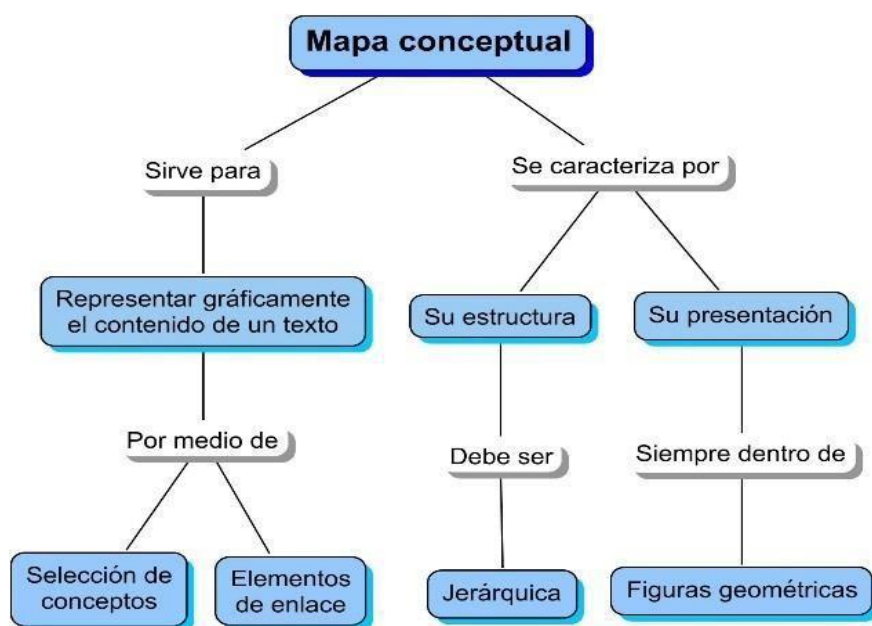 Mapa conceptual
Sirve para
Se caracteriza por
Representar gráficamente
el contenido de un texto
Su estructura
Su presentación
Por medio de
Debe ser
Siempre dentro de
Selección de
conceptos
Elementos
de enlace
Jerárquica
Figuras geométricas